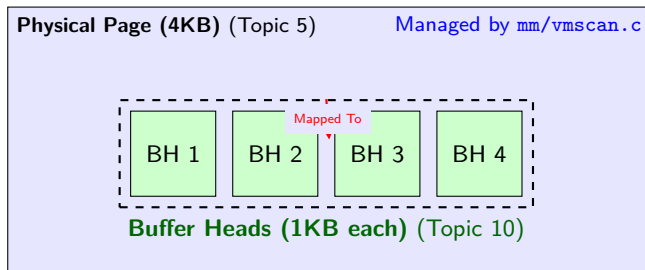 Physical Page (4KB) (Topic 5) Managed by mm/vmscan.c
Mapped To
BH 1 BH 2 BH 3 BH 4
Buffer Heads (1KB each) (Topic 10)